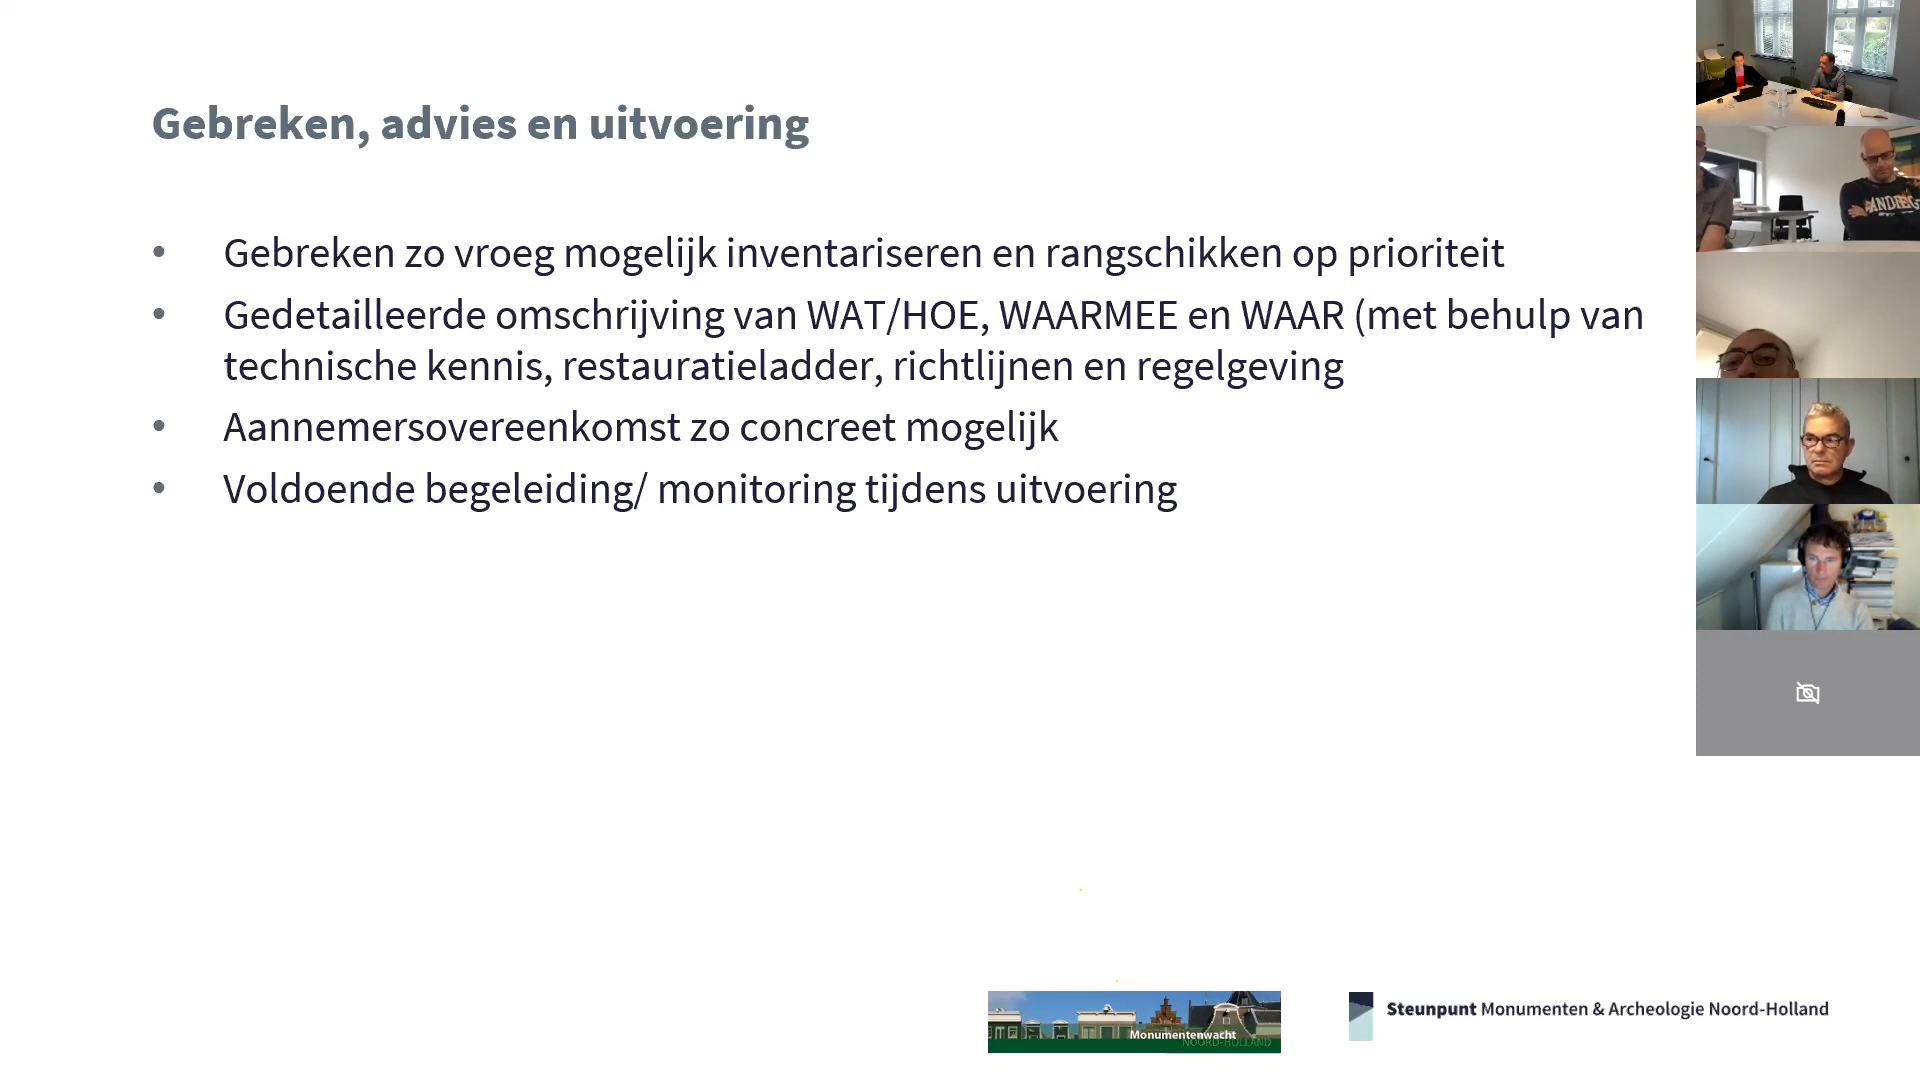 Gebreken, advies en uitvoering
• Gebreken zo vroeg mogelijk inventariseren en rangschikken op prioriteit
• Gedetailleerde omschrijving van WAT/HOE, WAARMEE en WAAR (met behulp van
technische kennis, restauratieladder, richtlijnen en regelgeving
• Aannemersovereenkomst zo concreet mogelijk
• Voldoende begeleiding/ monitoring tijdens uitvoering
Monumentenwacht
NOORD-HOLLAND
Steunpunt Monumenten & Archeologie Noord-Holland